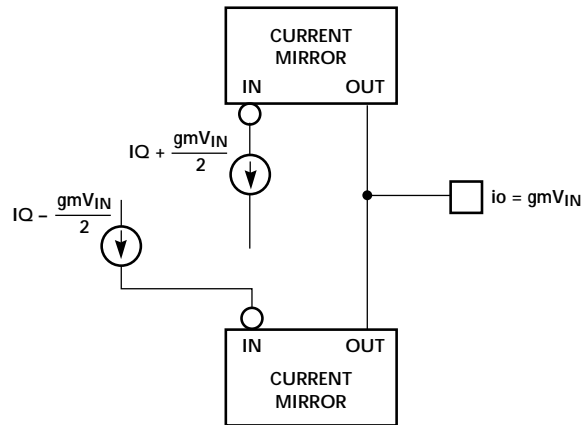 CURRENT
MIRROR
IN OUT
IQ + gmVIN
2
IQ – gmVIN
2
io = gmVIN
IN OUT
CURRENT
MIRROR